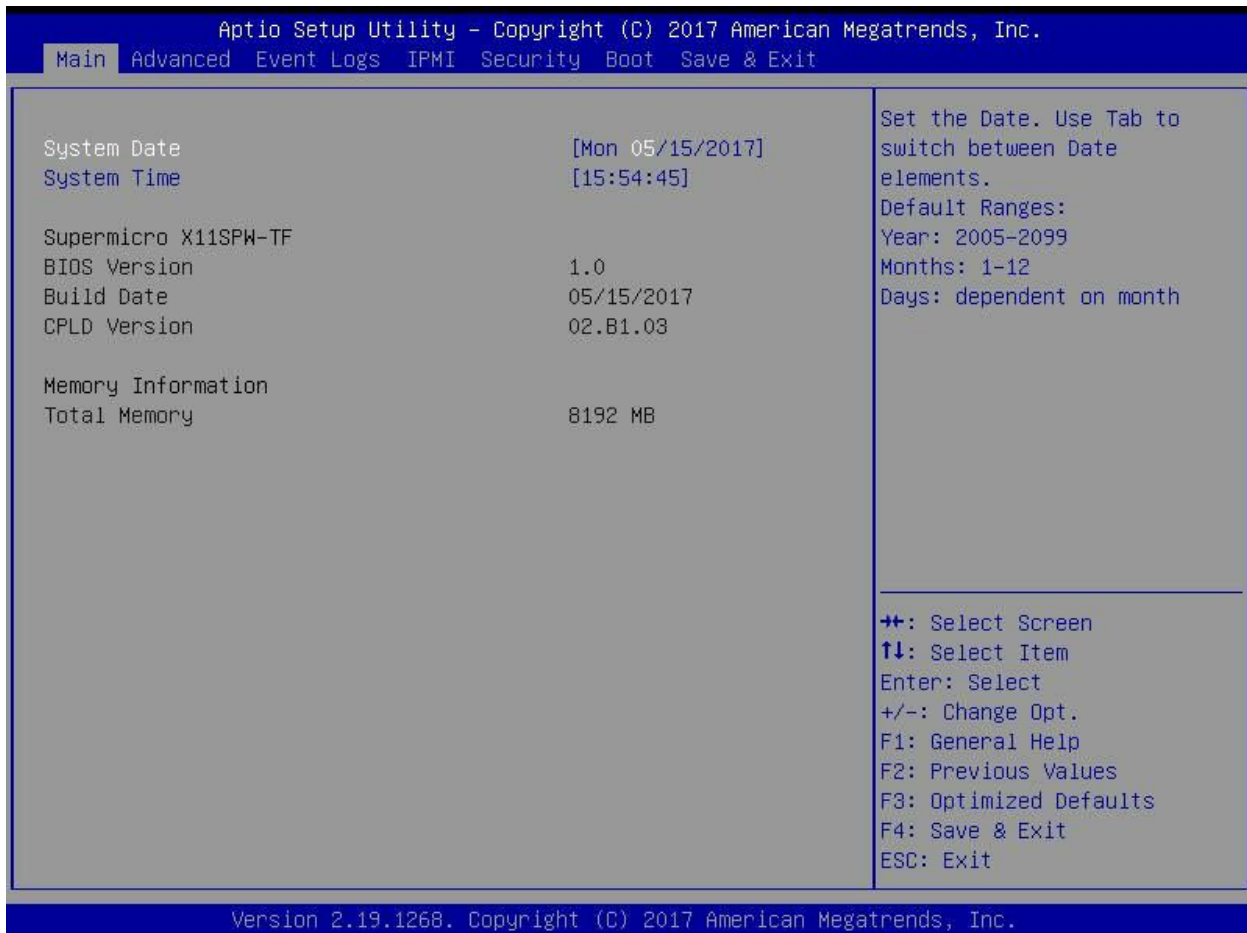 Aptio Setup Utility – Copyright (C) 2017 American Megatrends, Inc.
Main Advanced Event Logs IPMI Security Boot Save & Exit
System Date [Mon 05/15/2017]
System Time [15:54:45]
Supermicro X11SPW-TF
BIOS Version 1.0
Build Date 05/15/2017
CPLD Version 02.B1.03
Memory Information
Total Memory 8192 MB
Set the Date. Use Tab to
switch between Date
elements.
Default Ranges:
Year: 2005-2099
Months: 1-12
Days: dependent on month
→←: Select Screen
↑↓: Select Item
Enter: Select
+/-: Change Opt.
F1: General Help
F2: Previous Values
F3: Optimized Defaults
F4: Save & Exit
ESC: Exit
Version 2.19.1268. Copyright (C) 2017 American Megatrends, Inc.